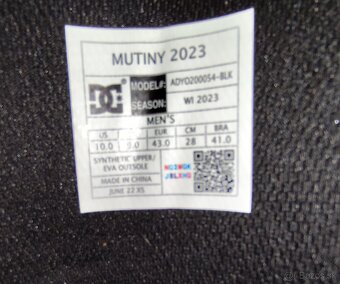 MUTINY 2023
DC MODEL#: ADYO200054-BLK
SEASON: WI 2023
MEN'S
US EUR CM BRA
10.0 9.0 43.0 28 41.0
SYNTHETIC UPPER/
EVA OUTSOLE
MADE IN CHINA
JUNE 22 XS